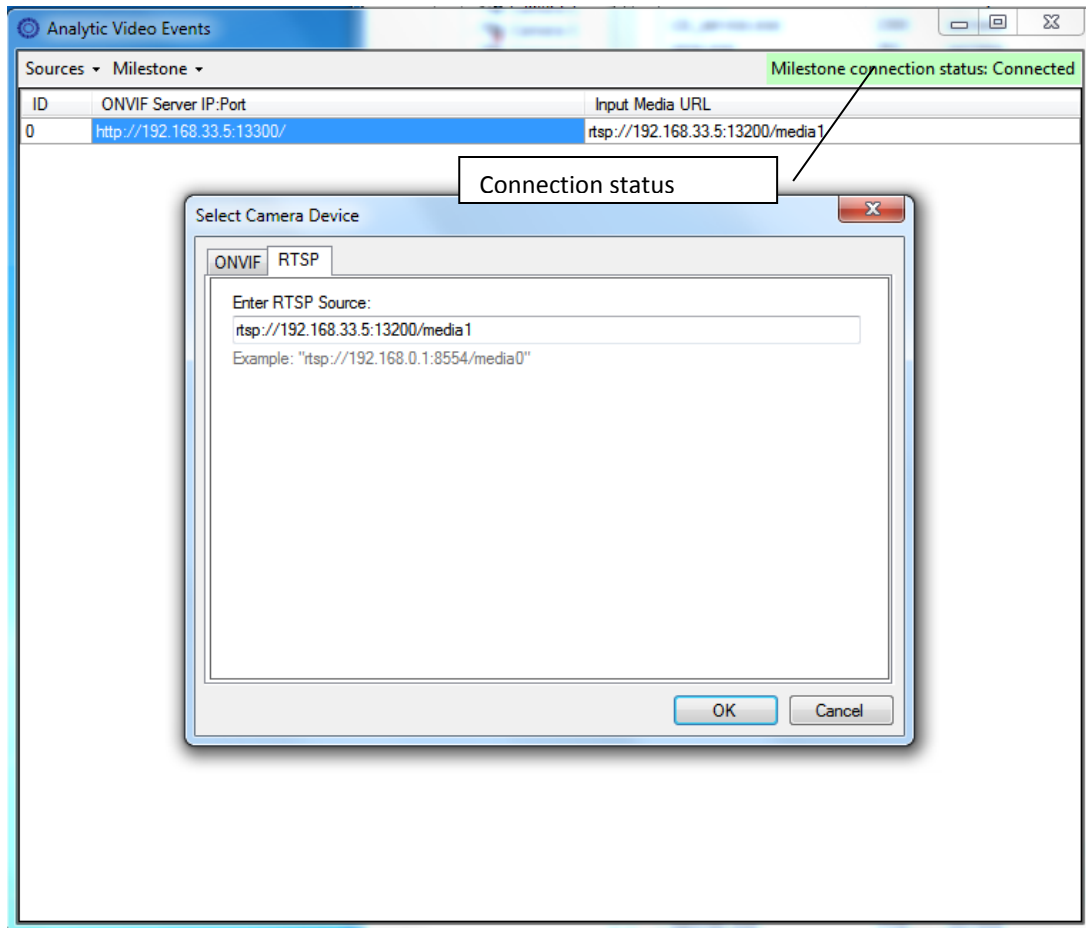 Analytic Video Events
Sources Milestone Milestone connection status: Connected
ID ONVIF Server IP:Port Input Media URL
0 http://192.168.33.5:13300/ rtsp://192.168.33.5:13200/media1
Connection status
Select Camera Device
ONVIF RTSP
Enter RTSP Source:
rtsp://192.168.33.5:13200/media1
Example: "rtsp://192.168.0.1:8554/media0"
OK Cancel